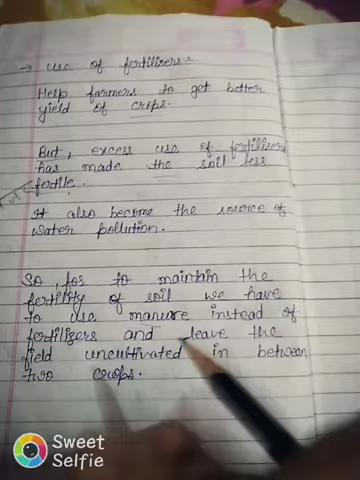 → Use of fertilizers -
Help farmers to get better
yield of crops.
But, excess use of fertilizers
has made the soil less
fertile.
It also become the source of
water pollution.
So, for to maintain the
fertility of soil we have
to use manure instead of
fertilizers and leave the
field uncultivated in between
two crops.
Sweet
Selfie